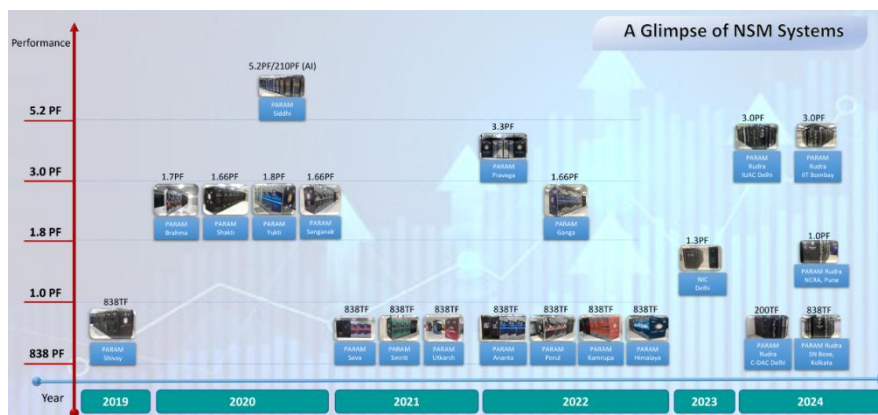 A Glimpse of NSM Systems
Performance
5.2PF/210PF (AI)
PARAM
Siddhi
5.2 PF
3.3PF
PARAM
Pravega
3.0PF
PARAM
Rudra
IUAC Delhi
3.0PF
PARAM
Rudra
IIT Bombay
3.0 PF
1.7PF
PARAM
Brahma
1.66PF
PARAM
Shakti
1.8PF
PARAM
Yukti
1.66PF
PARAM
Sanganak
1.66PF
PARAM
Ganga
1.8 PF
1.3PF
NIC
Delhi
1.0PF
PARAM Rudra
NCRA, Pune
1.0 PF
838TF
PARAM
Shivay
838TF
PARAM
Seva
838TF
PARAM
Smriti
838TF
PARAM
Utkarsh
838TF
PARAM
Ananta
838TF
PARAM
Porul
838TF
PARAM
Kamrupa
838TF
PARAM
Himalaya
200TF
PARAM
Rudra
C-DAC Delhi
838TF
PARAM Rudra
SN Bose,
Kolkata
838 PF
Year
2019
2020
2021
2022
2023
2024